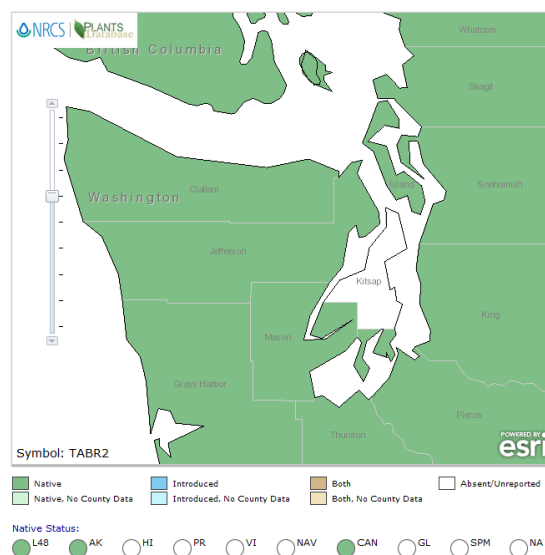 NRCS | PLANTS
Database
British Columbia
Whatcom
Skagit
Island
Snohomish
Washington
Clallam
Jefferson
Kitsap
King
Mason
Grays Harbor
Pierce
Thurston
POWERED BY
esri
Symbol: TABR2
Native Introduced Both Absent/Unreported
Native, No County Data Introduced, No County Data Both, No County Data
Native Status:
L48 AK HI PR VI NAV CAN GL SPM NA